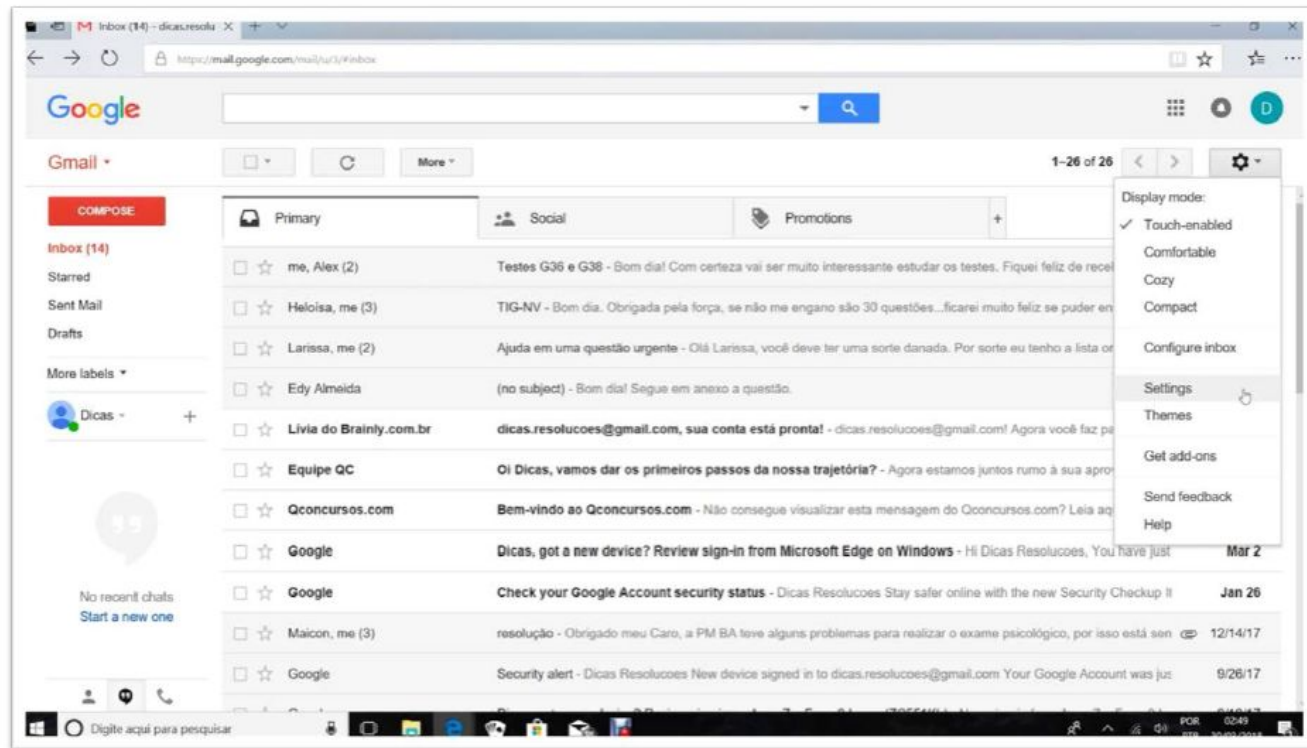 Inbox (14) - dicas.resolu
https://mail.google.com/mail/u/3/#inbox
Google
D
Gmail
More
1–26 of 26
COMPOSE
Inbox (14)
Starred
Sent Mail
Drafts
More labels
Dicas
No recent chats
Start a new one
Primary
Social
Promotions
+
me, Alex (2) Testes G36 e G38 - Bom dia! Com certeza vai ser muito interessante estudar os testes. Fiquei feliz de recel
Heloísa, me (3) TIG-NV - Bom dia. Obrigada pela força, se não me engano são 30 questões...ficarei muito feliz se puder en
Larissa, me (2) Ajuda em uma questão urgente - Olá Larissa, você deve ter uma sorte danada. Por sorte eu tenho a lista or
Edy Almeida (no subject) - Bom dia! Segue em anexo a questão.
Lívia do Brainly.com.br dicas.resolucoes@gmail.com, sua conta está pronta! - dicas.resolucoes@gmail.com! Agora você faz pa
Equipe QC Oi Dicas, vamos dar os primeiros passos da nossa trajetória? - Agora estamos juntos rumo à sua apro
Qconcursos.com Bem-vindo ao Qconcursos.com - Não consegue visualizar esta mensagem do Qconcursos.com? Leia aq
Google Dicas, got a new device? Review sign-in from Microsoft Edge on Windows - Hi Dicas Resolucoes, You have just Mar 2
Google Check your Google Account security status - Dicas Resolucoes Stay safer online with the new Security Checkup It Jan 26
Maicon, me (3) resolução - Obrigado meu Caro, a PM BA teve alguns problemas para realizar o exame psicológico, por isso está sen 12/14/17
Google Security alert - Dicas Resolucoes New device signed in to dicas.resolucoes@gmail.com Your Google Account was jus 9/26/17
Display mode:
Touch-enabled
Comfortable
Cozy
Compact
Configure inbox
Settings
Themes
Get add-ons
Send feedback
Help
Digite aqui para pesquisar
POR
02:49